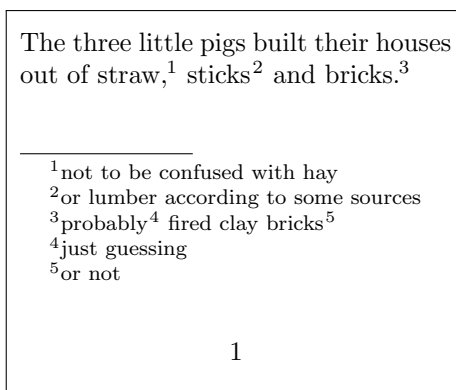 The three little pigs built their houses
out of straw,¹ sticks² and bricks.³
¹not to be confused with hay
²or lumber according to some sources
³probably⁴ fired clay bricks⁵
⁴just guessing
⁵or not
1